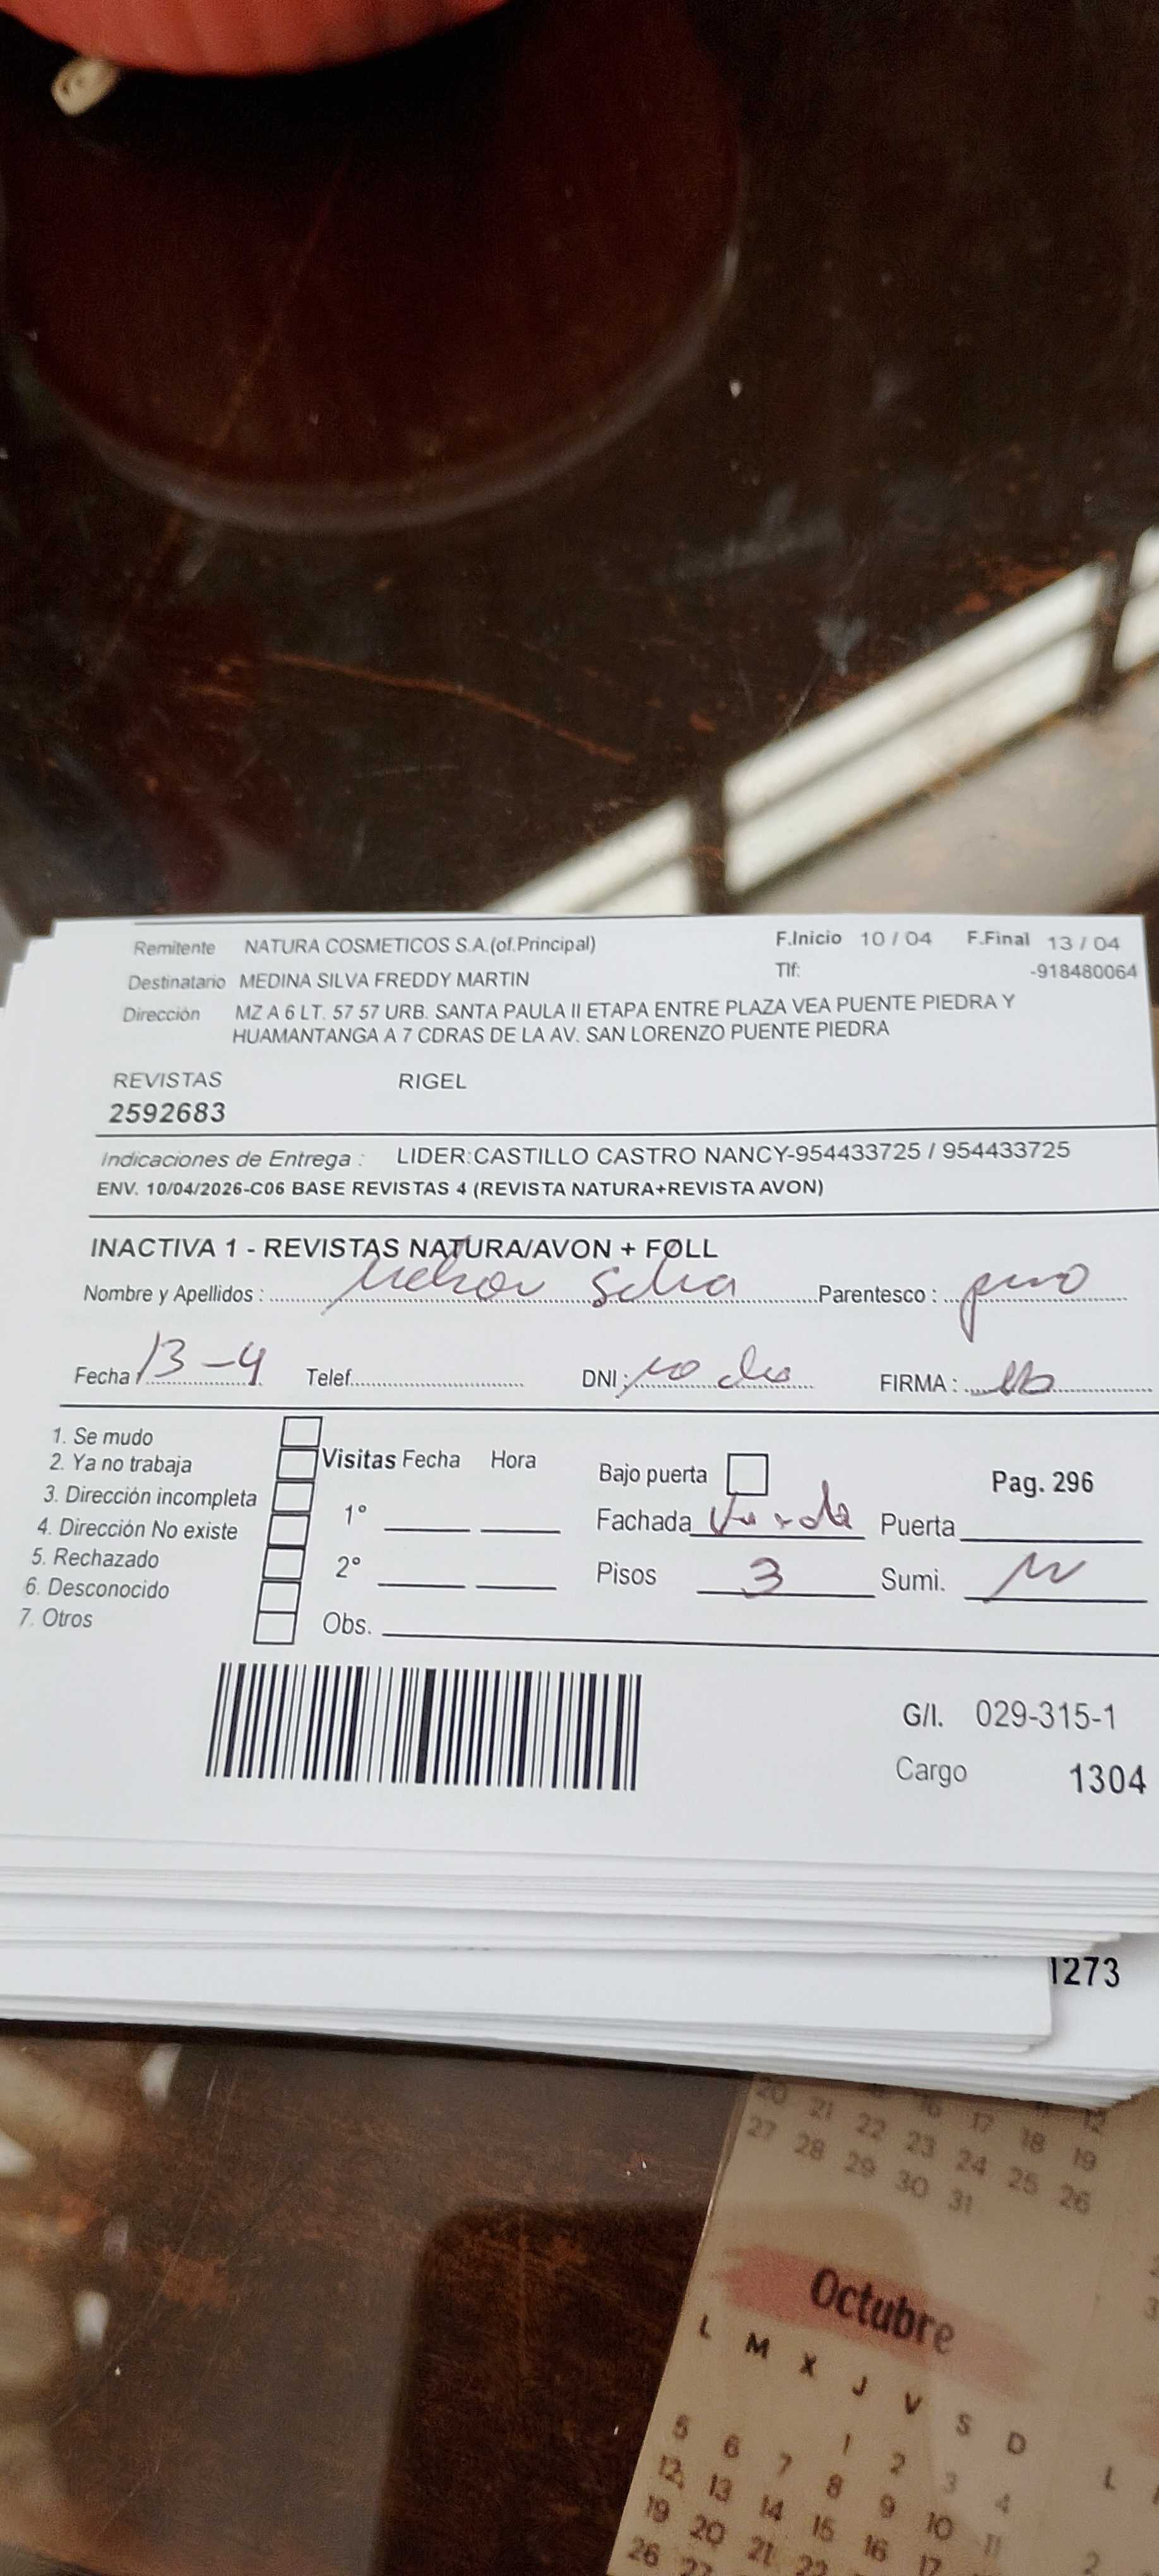 Remitente NATURA COSMETICOS S.A.(of.Principal) F.Inicio 10 / 04 F.Final 13 / 04
Destinatario MEDINA SILVA FREDDY MARTIN Tlf: -918480064
Dirección MZ A 6 LT. 57 57 URB. SANTA PAULA II ETAPA ENTRE PLAZA VEA PUENTE PIEDRA Y
HUAMANTANGA A 7 CDRAS DE LA AV. SAN LORENZO PUENTE PIEDRA
REVISTAS RIGEL
2592683
Indicaciones de Entrega : LIDER:CASTILLO CASTRO NANCY-954433725 / 954433725
ENV. 10/04/2026-C06 BASE REVISTAS 4 (REVISTA NATURA+REVISTA AVON)
INACTIVA 1 - REVISTAS NATURA/AVON + FOLL
Nombre y Apellidos : Parentesco :
Fecha 13-4 Telef. DNI : FIRMA :
1. Se mudo
2. Ya no trabaja
3. Dirección incompleta
4. Dirección No existe
5. Rechazado
6. Desconocido
7. Otros
Visitas Fecha Hora
1°
2°
Obs.
Bajo puerta Pag. 296
Fachada Puerta
Pisos 3 Sumi.
G/I. 029-315-1
Cargo 1304
1273
20 21 22 23 24 25 26
27 28 29 30 31
Octubre
L M X J V S D
1 2 3 4
5 6 7 8 9 10 11
12 13 14 15 16 17
19 20 21 22
26 27